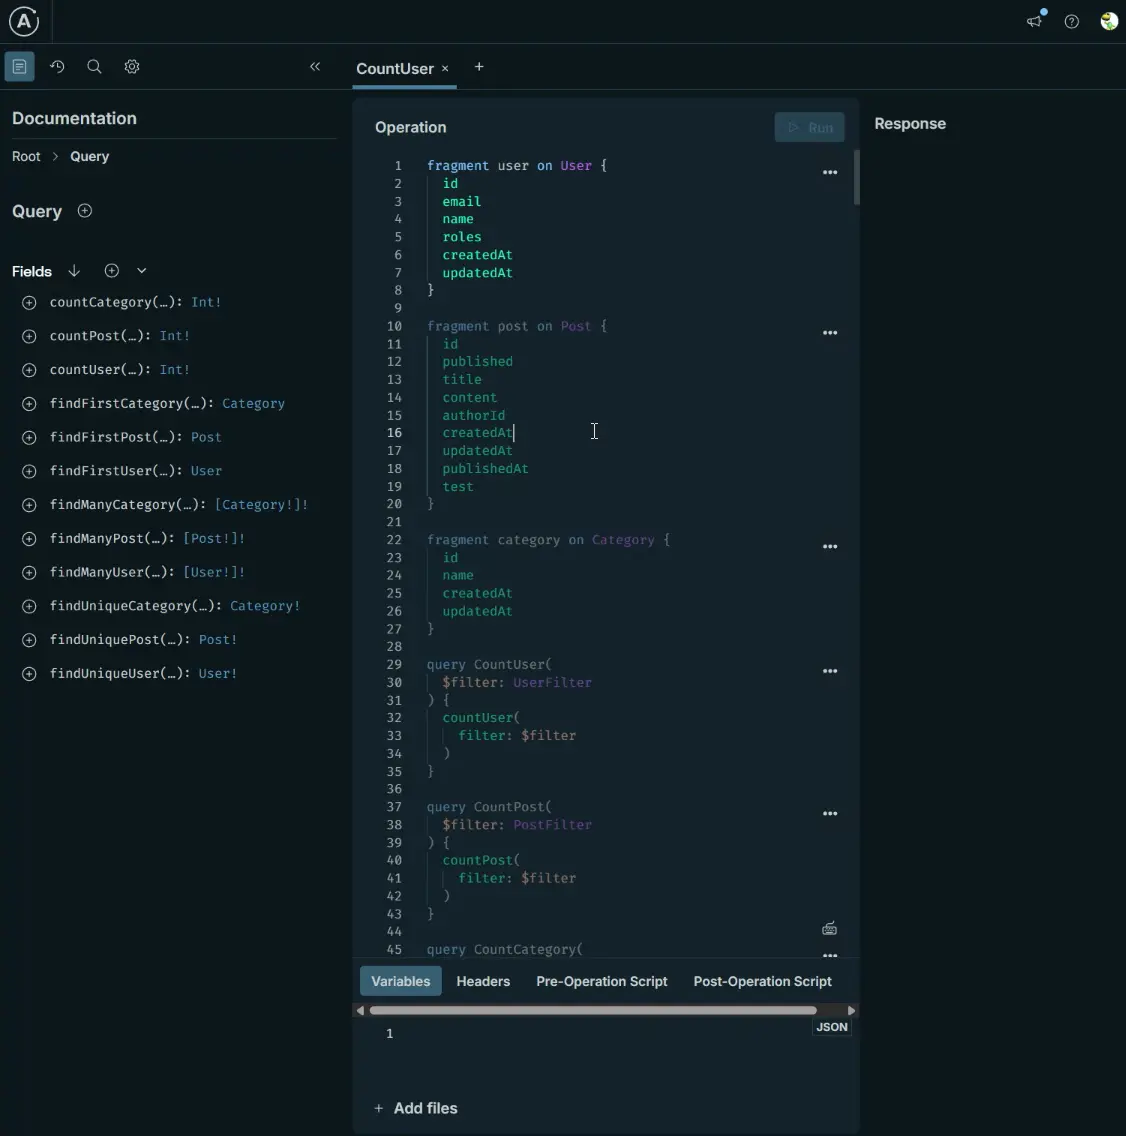 A
CountUser × +
Documentation
Root > Query
Query
Fields
countCategory(…): Int!
countPost(…): Int!
countUser(…): Int!
findFirstCategory(…): Category
findFirstPost(…): Post
findFirstUser(…): User
findManyCategory(…): [Category!]!
findManyPost(…): [Post!]!
findManyUser(…): [User!]!
findUniqueCategory(…): Category!
findUniquePost(…): Post!
findUniqueUser(…): User!
Operation
Run
1 fragment user on User {
2 id
3 email
4 name
5 roles
6 createdAt
7 updatedAt
8 }
9
10 fragment post on Post {
11 id
12 published
13 title
14 content
15 authorId
16 createdAt
17 updatedAt
18 publishedAt
19 test
20 }
21
22 fragment category on Category {
23 id
24 name
25 createdAt
26 updatedAt
27 }
28
29 query CountUser(
30 $filter: UserFilter
31 ) {
32 countUser(
33 filter: $filter
34 )
35 }
36
37 query CountPost(
38 $filter: PostFilter
39 ) {
40 countPost(
41 filter: $filter
42 )
43 }
44
45 query CountCategory(
Variables Headers Pre-Operation Script Post-Operation Script
JSON
1
+ Add files
Response